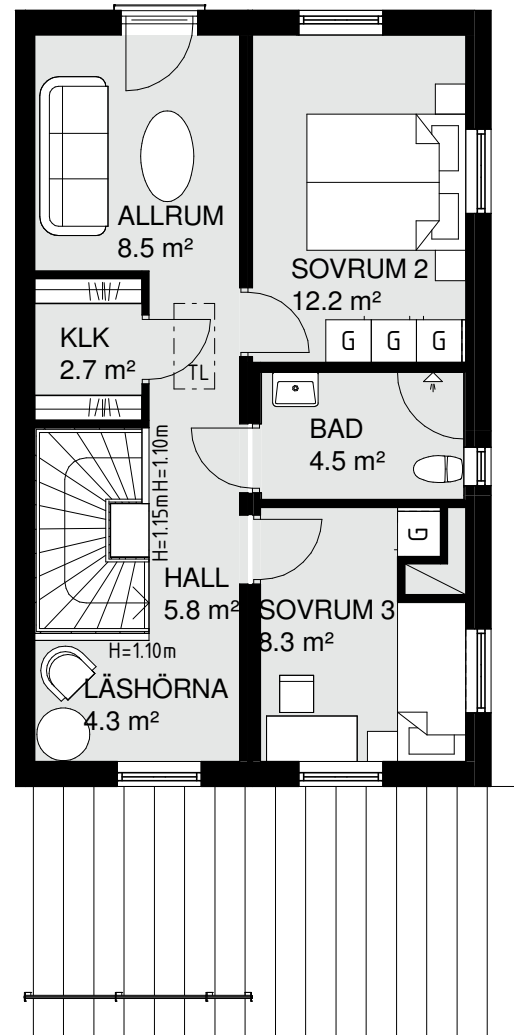 ALLRUM
8.5 m²
SOVRUM 2
12.2 m²
G G G
KLK
2.7 m²
TL
BAD
4.5 m²
H=1.15m H=1.10m
G
HALL
5.8 m²
SOVRUM 3
8.3 m²
H=1.10m
LÄSHÖRNA
4.3 m²